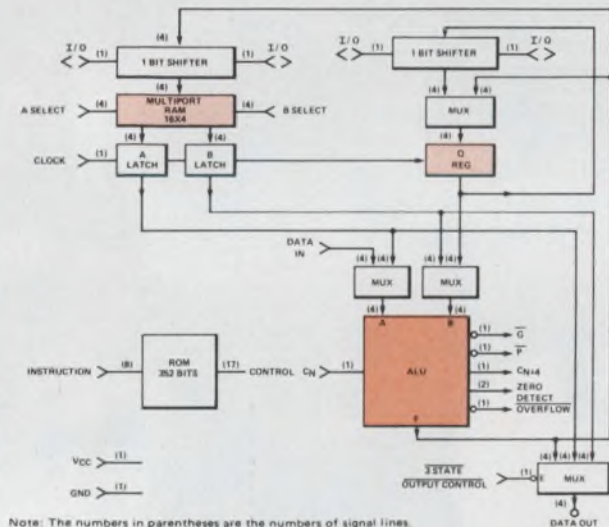 (4)
I/O (1) 1 BIT SHIFTER (1) I/O
I/O (1) 1 BIT SHIFTER (1) I/O
(4)
(4) (4)
A SELECT (4) MULTIPORT RAM 16X4 (4) B SELECT
MUX
(4) (4)
(4)
CLOCK (1) A LATCH B LATCH
Q REG
DATA IN
(4) (4)
(4) (4)
MUX
MUX
(4)
(4)
A B
ALU
F
(1) G
(1) P
(1) CN+4
(2) ZERO DETECT
(1) OVERFLOW
INSTRUCTION (8) ROM 352 BITS (17) CONTROL CN (1)
VCC (1)
GND (1)
3 STATE OUTPUT CONTROL (1) E MUX
(4) (4) (4)
(4)
DATA OUT
Note: The numbers in parentheses are the numbers of signal lines.